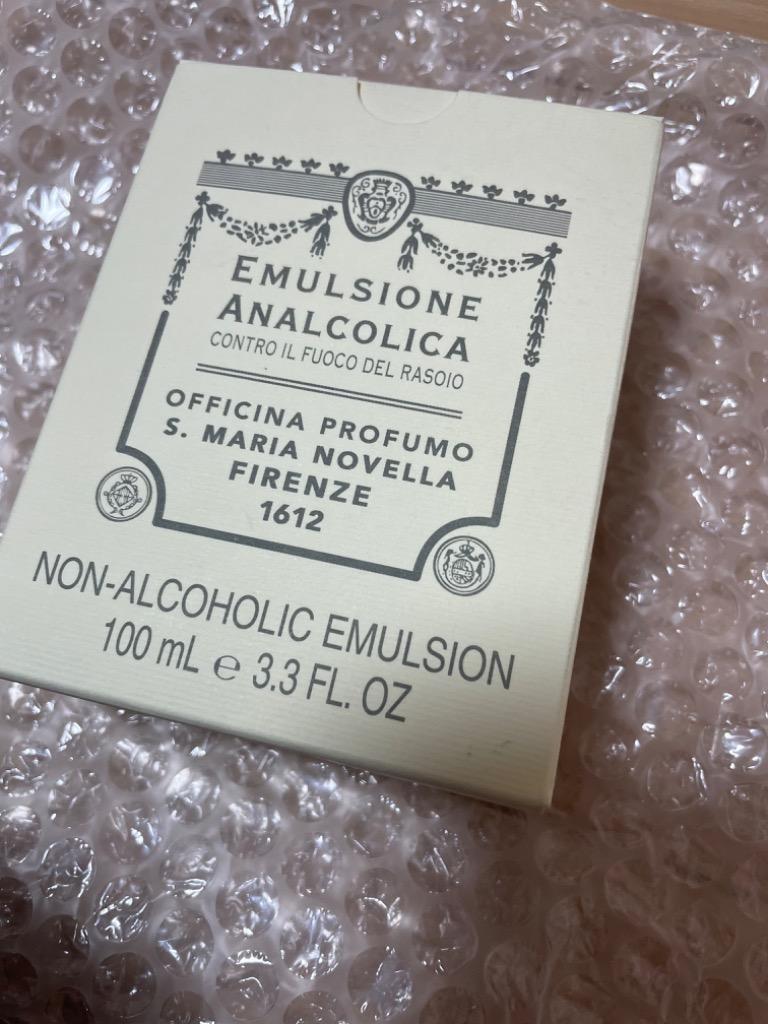 EMULSIONE
ANALCOLICA
CONTRO IL FUOCO DEL RASOIO
OFFICINA PROFUMO
S. MARIA NOVELLA
FIRENZE
1612
NON-ALCOHOLIC EMULSION
100 mL ℮ 3.3 FL. OZ